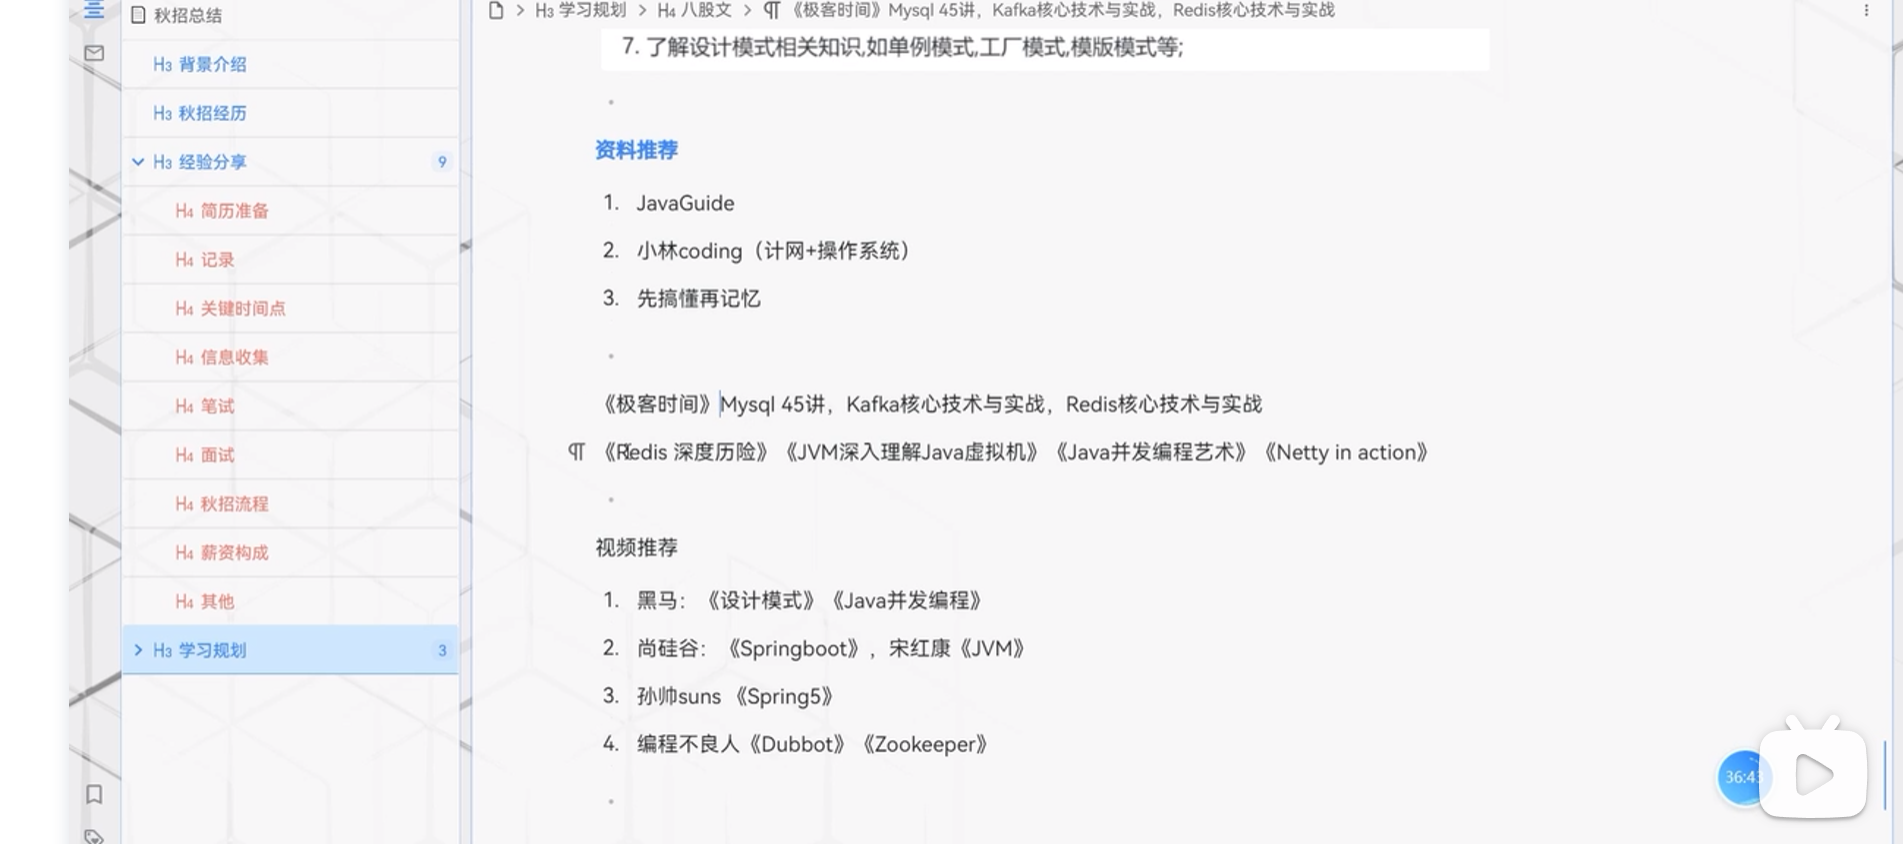 秋招总结
H3 背景介绍
H3 秋招经历
H3 经验分享 9
H4 简历准备
H4 记录
H4 关键时间点
H4 信息收集
H4 笔试
H4 面试
H4 秋招流程
H4 薪资构成
H4 其他
H3 学习规划 3
H3 学习规划 > H4 八股文 > ¶ 《极客时间》Mysql 45讲，Kafka核心技术与实战，Redis核心技术与实战
7. 了解设计模式相关知识,如单例模式,工厂模式,模版模式等;
资料推荐
1. JavaGuide
2. 小林coding（计网+操作系统）
3. 先搞懂再记忆
《极客时间》Mysql 45讲，Kafka核心技术与实战，Redis核心技术与实战
¶ 《Redis 深度历险》《JVM深入理解Java虚拟机》《Java并发编程艺术》《Netty in action》
视频推荐
1. 黑马：《设计模式》《Java并发编程》
2. 尚硅谷：《Springboot》，宋红康《JVM》
3. 孙帅suns 《Spring5》
4. 编程不良人《Dubbot》《Zookeeper》
36:43